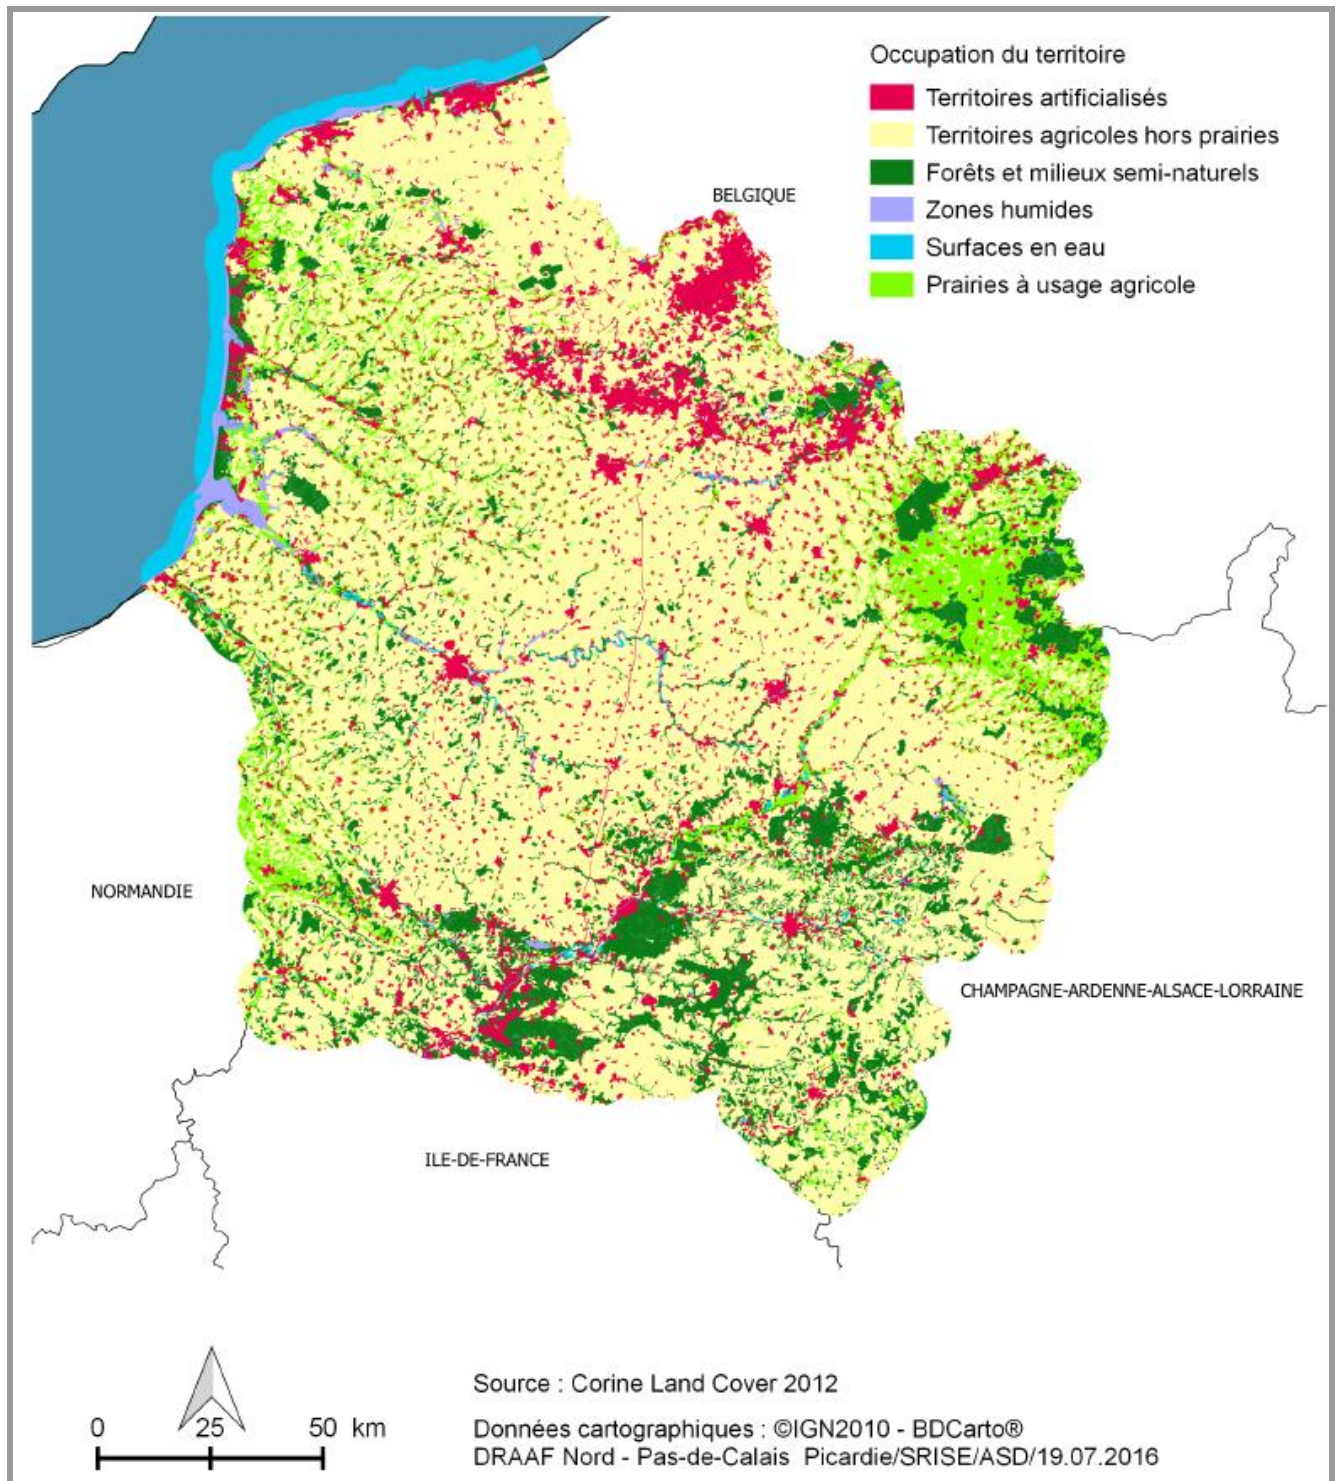 Occupation du territoire
Territoires artificialisés
Territoires agricoles hors prairies
Forêts et milieux semi-naturels
Zones humides
Surfaces en eau
Prairies à usage agricole
BELGIQUE
NORMANDIE
CHAMPAGNE-ARDENNE-ALSACE-LORRAINE
ILE-DE-FRANCE
0 25 50 km
Source : Corine Land Cover 2012
Données cartographiques : ©IGN2010 - BDCarto®
DRAAF Nord - Pas-de-Calais Picardie/SRISE/ASD/19.07.2016